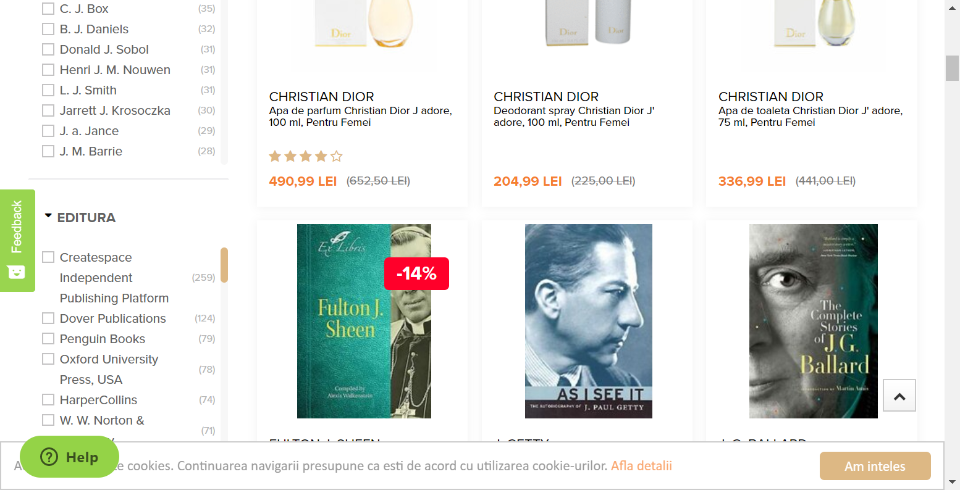 C. J. Box (35)
B. J. Daniels (32)
Donald J. Sobol (31)
Henri J. M. Nouwen (31)
L. J. Smith (31)
Jarrett J. Krosoczka (30)
J. a. Jance (29)
J. M. Barrie (28)
EDITURA
Createspace
Independent (259)
Publishing Platform
Dover Publications (124)
Penguin Books (79)
Oxford University
Press, USA (78)
HarperCollins (74)
W. W. Norton &
(71)
Feedback
Dior
CHRISTIAN DIOR
Apa de parfum Christian Dior J adore,
100 ml, Pentru Femei
490,99 LEI (652,50 LEI)
Dior
Dior
CHRISTIAN DIOR
Deodorant spray Christian Dior J'
adore, 100 ml, Pentru Femei
204,99 LEI (225,00 LEI)
Dior
CHRISTIAN DIOR
Apa de toaleta Christian Dior J' adore,
75 ml, Pentru Femei
336,99 LEI (441,00 LEI)
Ex Libris
-14%
Fulton J.
Sheen
Compiled by
FULTON J. SHEEN
AS I SEE IT
THE AUTOBIOGRAPHY OF J. PAUL GETTY
J. GETTY
The
Complete
Stories
of J.G.
Ballard
INTRODUCTION BY Martin Amis
J. G. BALLARD
Help
cookies. Continuarea navigarii presupune ca esti de acord cu utilizarea cookie-urilor. Afla detalii
Am inteles